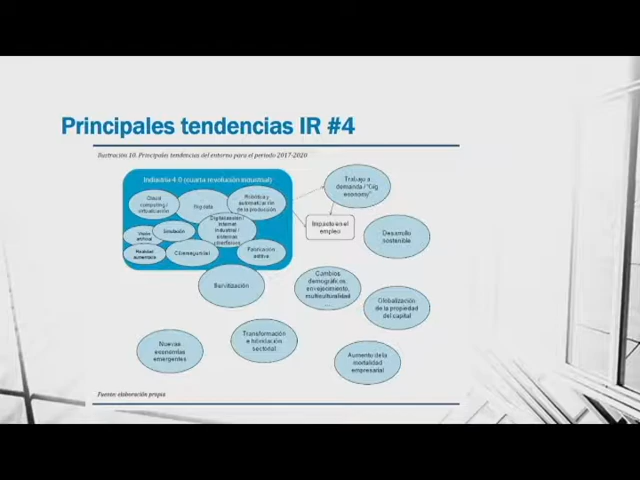 Principales tendencias IR #4
Ilustración 10. Principales tendencias del entorno para el periodo 2017-2020
Industria 4.0 (cuarta revolución industrial)
Cloud
computing /
virtualización
Big data
Robótica y
automatización
de la producción
Visión
artificial
Simulación
Digitalización /
internet
industrial /
sistemas
ciberfísicos
Realidad
aumentada
Ciberseguridad
Fabricación
aditiva
Trabajo a
demanda / "Gig
economy"
Impacto en el
empleo
Desarrollo
sostenible
Servitización
Cambios
demográficos,
envejecimiento,
multiculturalidad
Globalización
de la propiedad
del capital
Nuevas
economías
emergentes
Transformación
e hibridación
sectorial
Aumento de la
mortalidad
empresarial
Fuente: elaboración propia